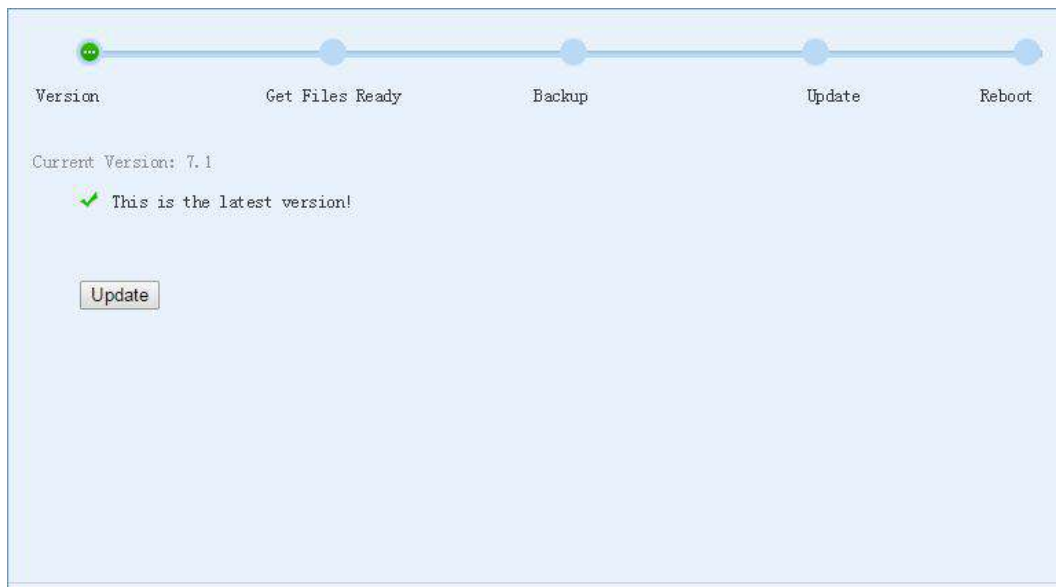 Version Get Files Ready Backup Update Reboot
Current Version: 7.1
This is the latest version!
Update